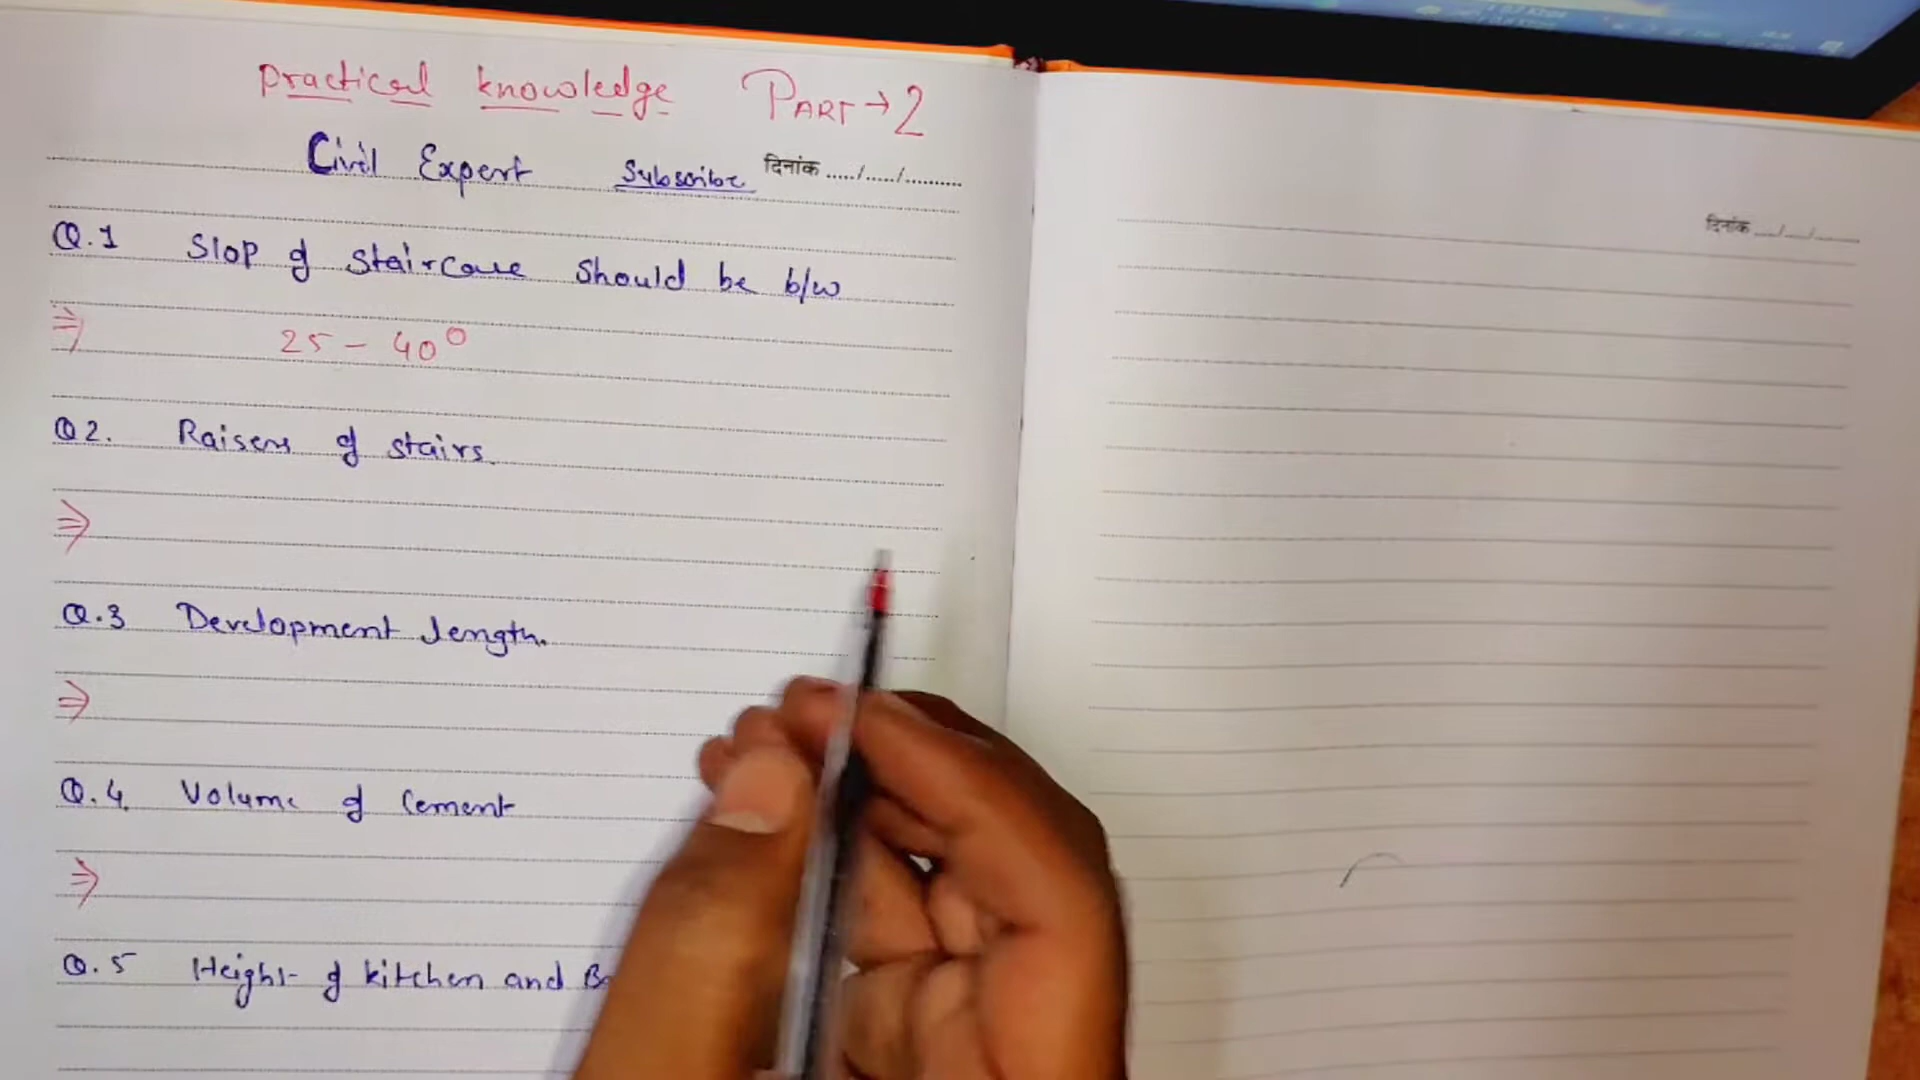 Practical knowledge PART → 2
Civil Expert Subscribe दिनांक ...../...../..........
Q.1 Slop of staircase should be b/w
⇒ 25 - 40°
Q2. Raisers of stairs.
⇒
Q.3 Development length.
⇒
Q.4. Volume of Cement
⇒
Q.5 Height of kitchen and
दिनांक ...../...../..........